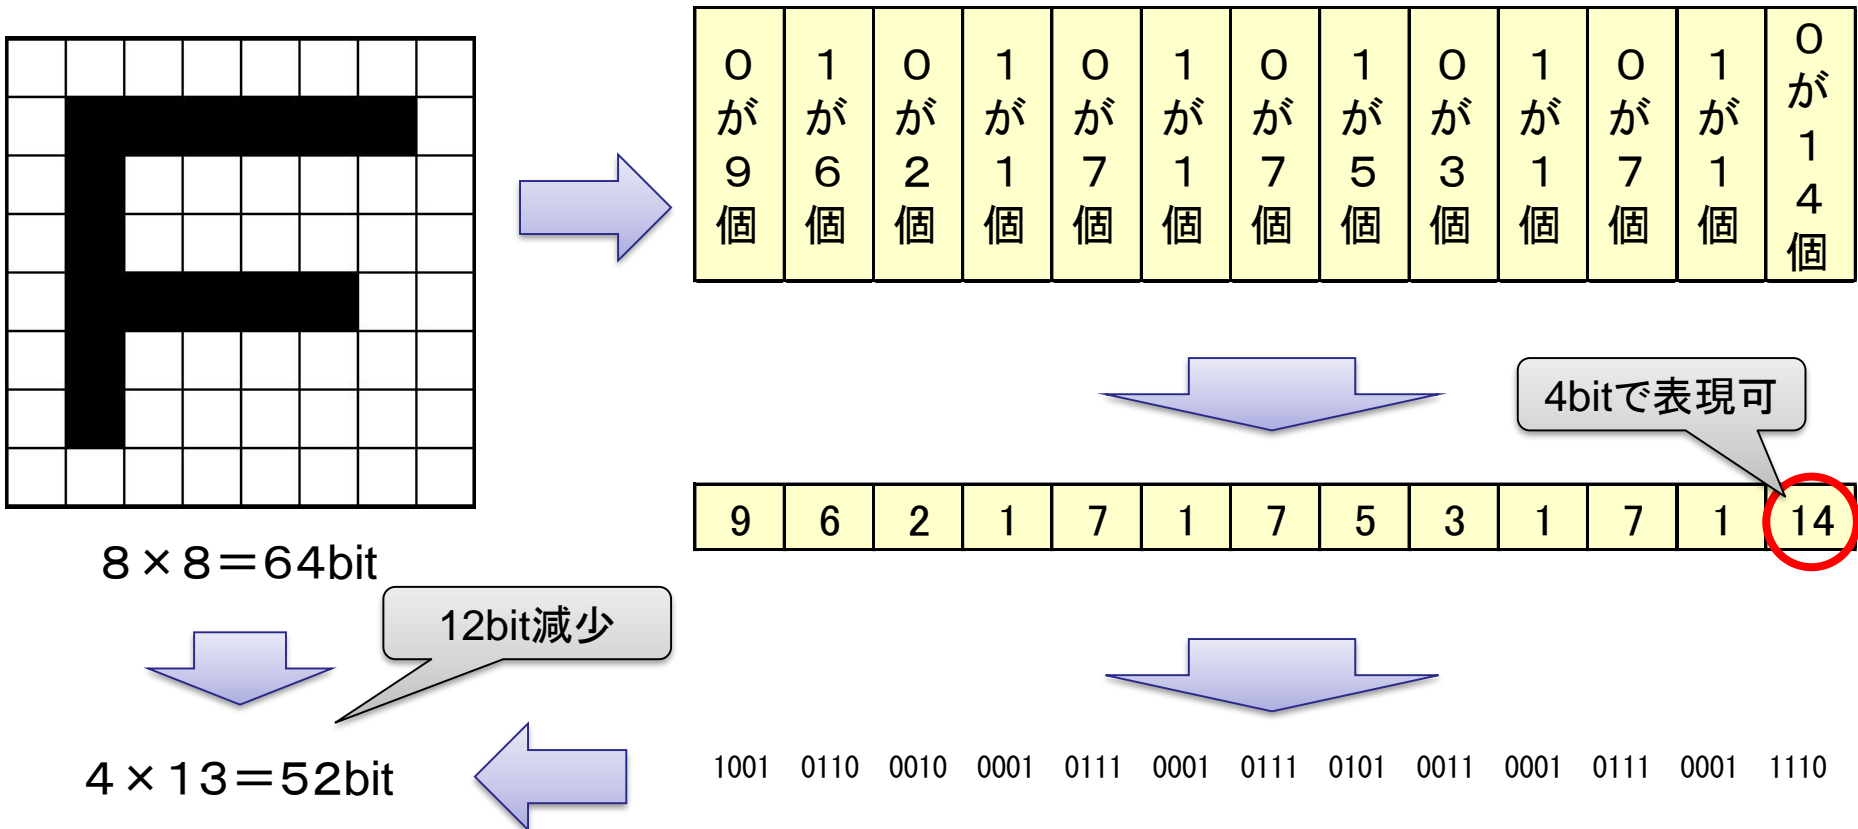 0が9個 1が6個 0が2個 1が1個 0が7個 1が1個 0が7個 1が5個 0が3個 1が1個 0が7個 1が1個 0が14個
4bitで表現可
9 6 2 1 7 1 7 5 3 1 7 1 14
8×8=64bit
12bit減少
4×13=52bit
1001 0110 0010 0001 0111 0001 0111 0101 0011 0001 0111 0001 1110